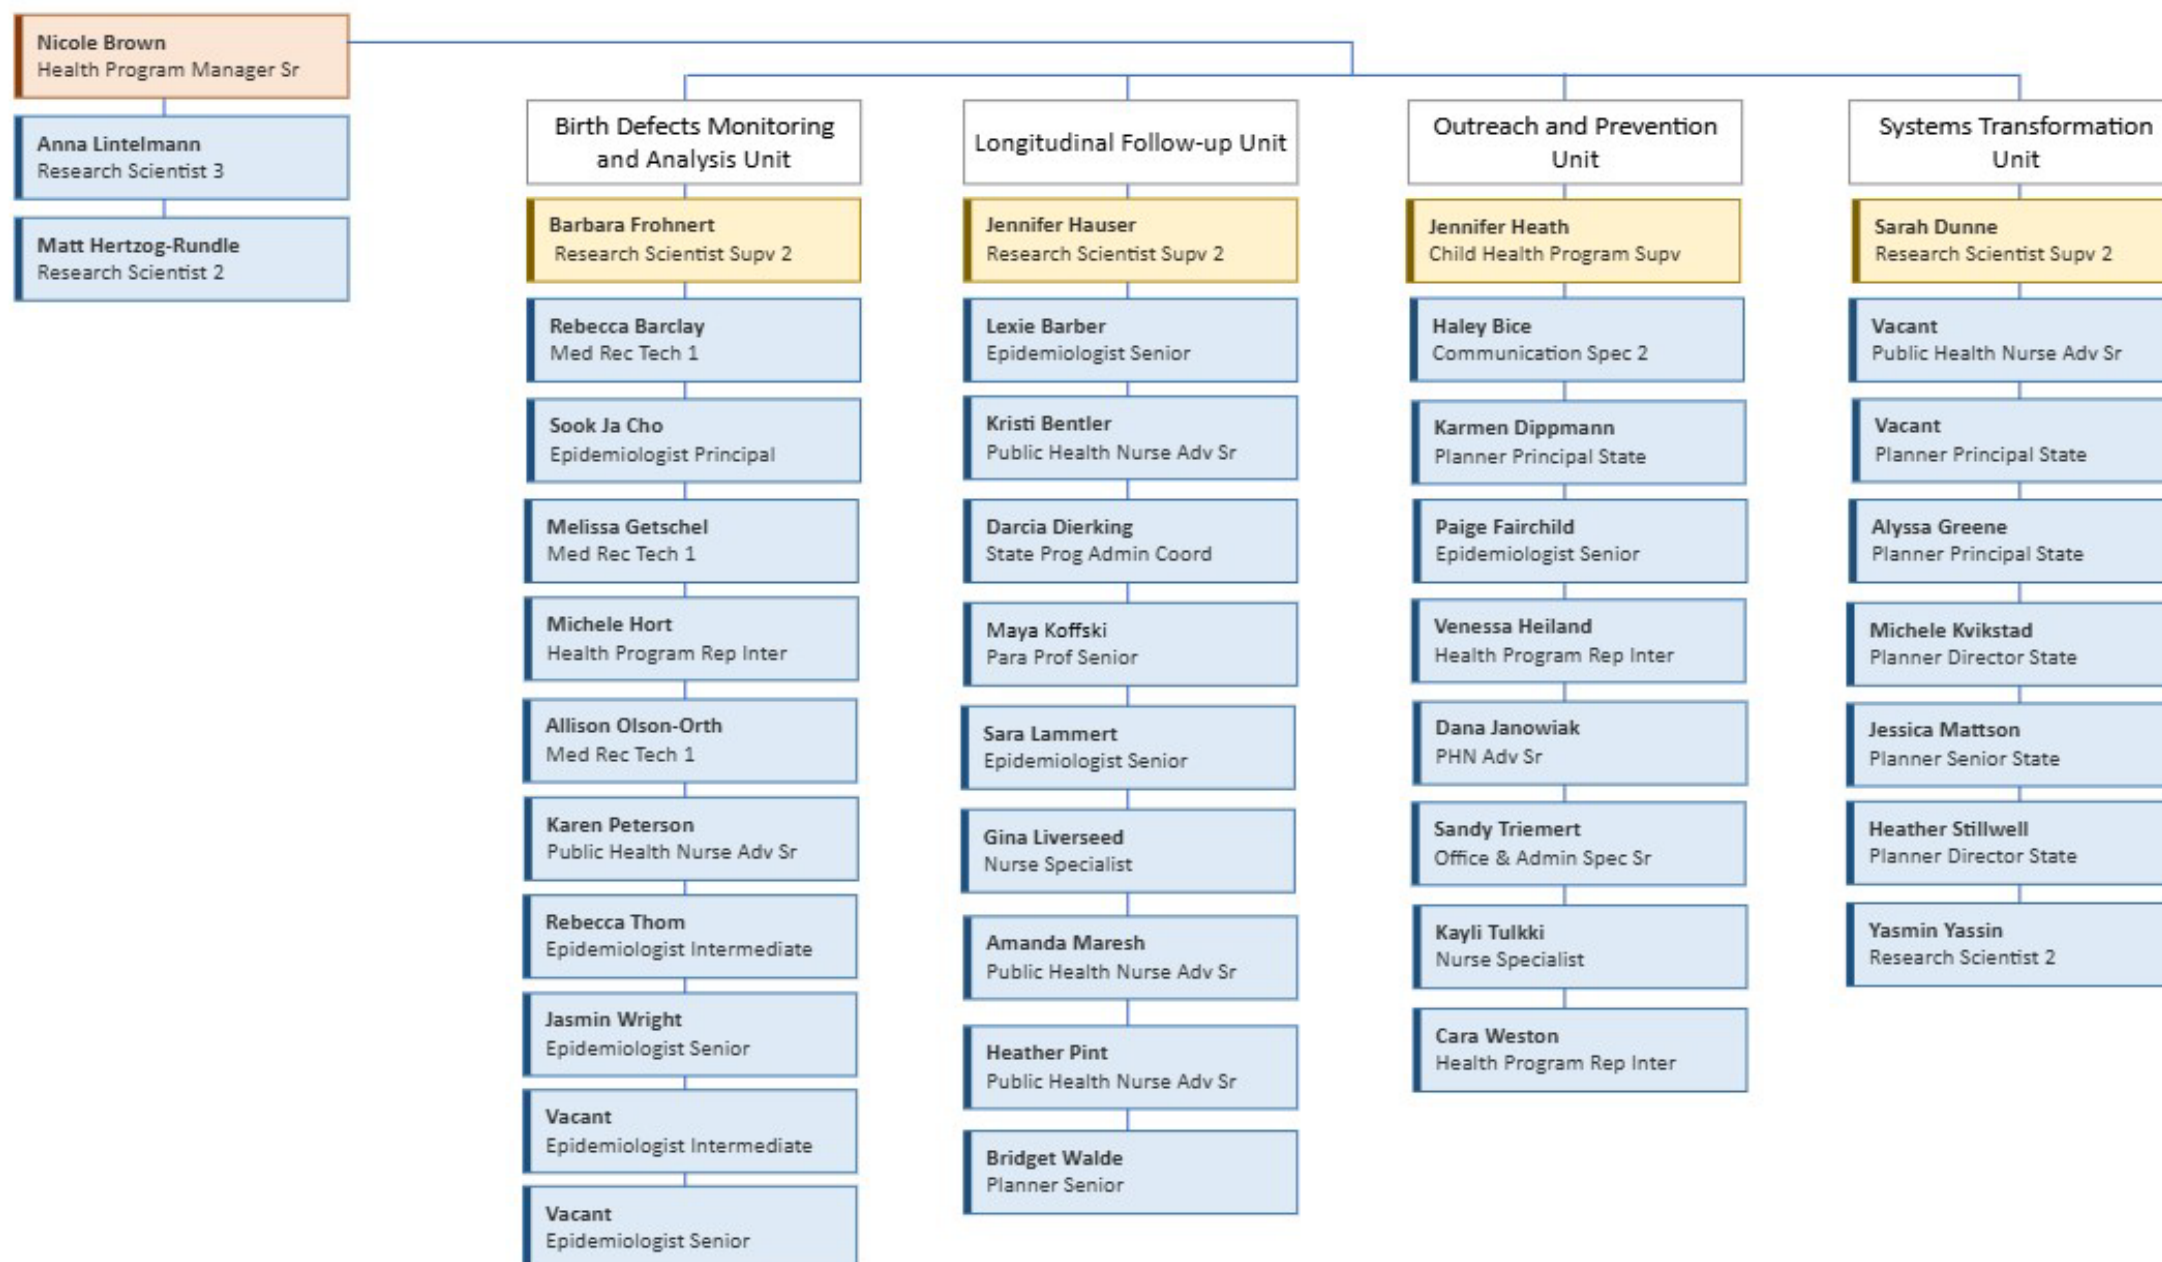 Nicole Brown
Health Program Manager Sr
Anna Lintelmann
Research Scientist 3
Matt Hertzog-Rundle
Research Scientist 2
Birth Defects Monitoring
and Analysis Unit
Barbara Frohnert
Research Scientist Supv 2
Rebecca Barclay
Med Rec Tech 1
Sook Ja Cho
Epidemiologist Principal
Melissa Getschel
Med Rec Tech 1
Michele Hort
Health Program Rep Inter
Allison Olson-Orth
Med Rec Tech 1
Karen Peterson
Public Health Nurse Adv Sr
Rebecca Thom
Epidemiologist Intermediate
Jasmin Wright
Epidemiologist Senior
Vacant
Epidemiologist Intermediate
Vacant
Epidemiologist Senior
Longitudinal Follow-up Unit
Jennifer Hauser
Research Scientist Supv 2
Lexie Barber
Epidemiologist Senior
Kristi Bentler
Public Health Nurse Adv Sr
Darcia Dierking
State Prog Admin Coord
Maya Koffski
Para Prof Senior
Sara Lammert
Epidemiologist Senior
Gina Liverseed
Nurse Specialist
Amanda Maresh
Public Health Nurse Adv Sr
Heather Pint
Public Health Nurse Adv Sr
Bridget Walde
Planner Senior
Outreach and Prevention
Unit
Jennifer Heath
Child Health Program Supv
Haley Bice
Communication Spec 2
Karmen Dippmann
Planner Principal State
Paige Fairchild
Epidemiologist Senior
Venessa Heiland
Health Program Rep Inter
Dana Janowiak
PHN Adv Sr
Sandy Triemert
Office & Admin Spec Sr
Kayli Tulkki
Nurse Specialist
Cara Weston
Health Program Rep Inter
Systems Transformation
Unit
Sarah Dunne
Research Scientist Supv 2
Vacant
Public Health Nurse Adv Sr
Vacant
Planner Principal State
Alyssa Greene
Planner Principal State
Michele Kvikstad
Planner Director State
Jessica Mattson
Planner Senior State
Heather Stillwell
Planner Director State
Yasmin Yassin
Research Scientist 2